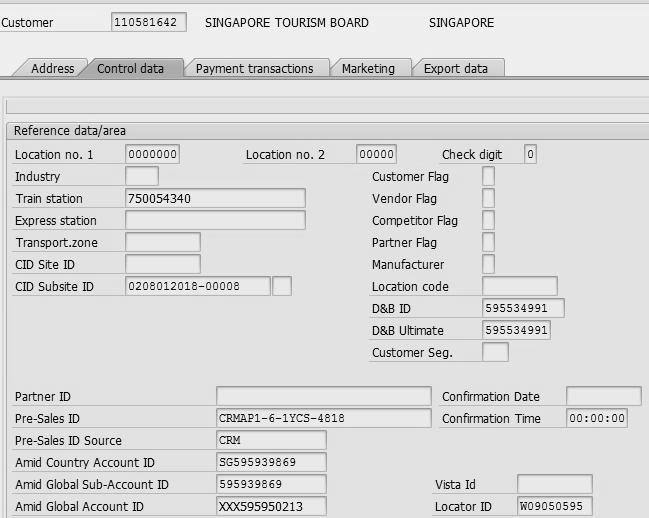 Customer 110581642 SINGAPORE TOURISM BOARD SINGAPORE
Address Control data Payment transactions Marketing Export data
Reference data/area
Location no. 1 0000000 Location no. 2 00000 Check digit 0
Industry Customer Flag
Train station 750054340 Vendor Flag
Express station Competitor Flag
Transport.zone Partner Flag
CID Site ID Manufacturer
CID Subsite ID 0208012018-00008 Location code
D&B ID 595534991
D&B Ultimate 595534991
Customer Seg.
Partner ID Confirmation Date
Pre-Sales ID CRMAP1-6-1YCS-4818 Confirmation Time 00:00:00
Pre-Sales ID Source CRM
Amid Country Account ID SG595939869
Amid Global Sub-Account ID 595939869 Vista Id
Amid Global Account ID XXX595950213 Locator ID W09050595